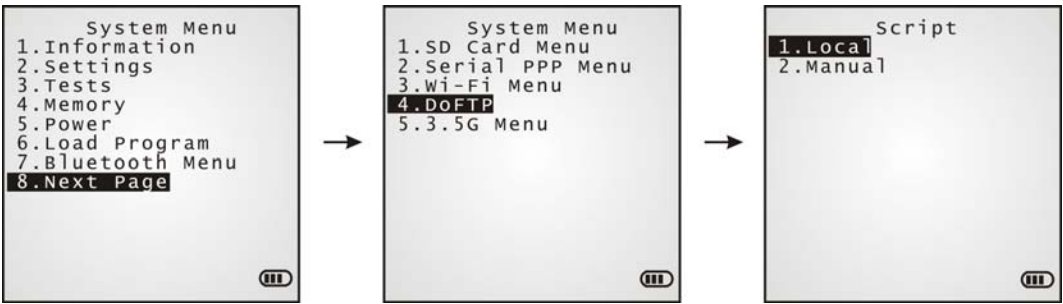 System Menu
1.Information
2.Settings
3.Tests
4.Memory
5.Power
6.Load Program
7.Bluetooth Menu
8.Next Page
System Menu
1.SD Card Menu
2.Serial PPP Menu
3.Wi-Fi Menu
4.DoFTP
5.3.5G Menu
Script
1.Local
2.Manual